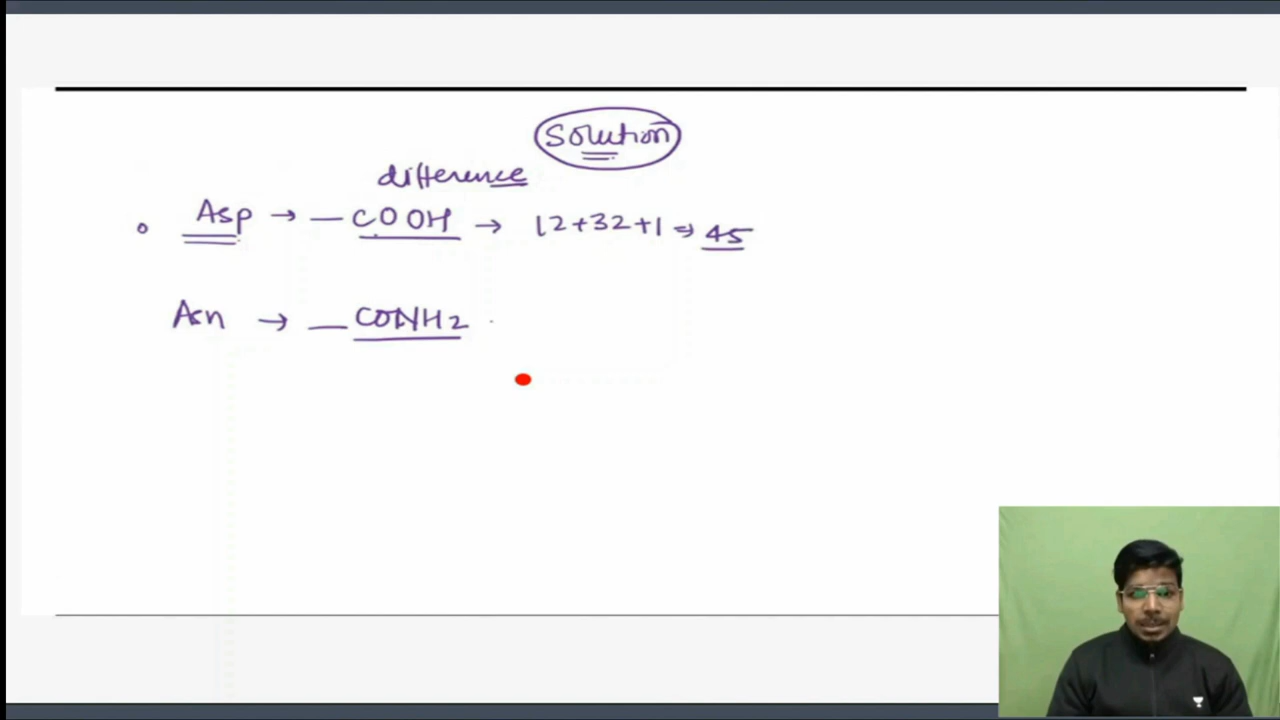 Solution
difference
Asp → — COOH → 12+32+1 ⇒ 45
Asn → — CONH2